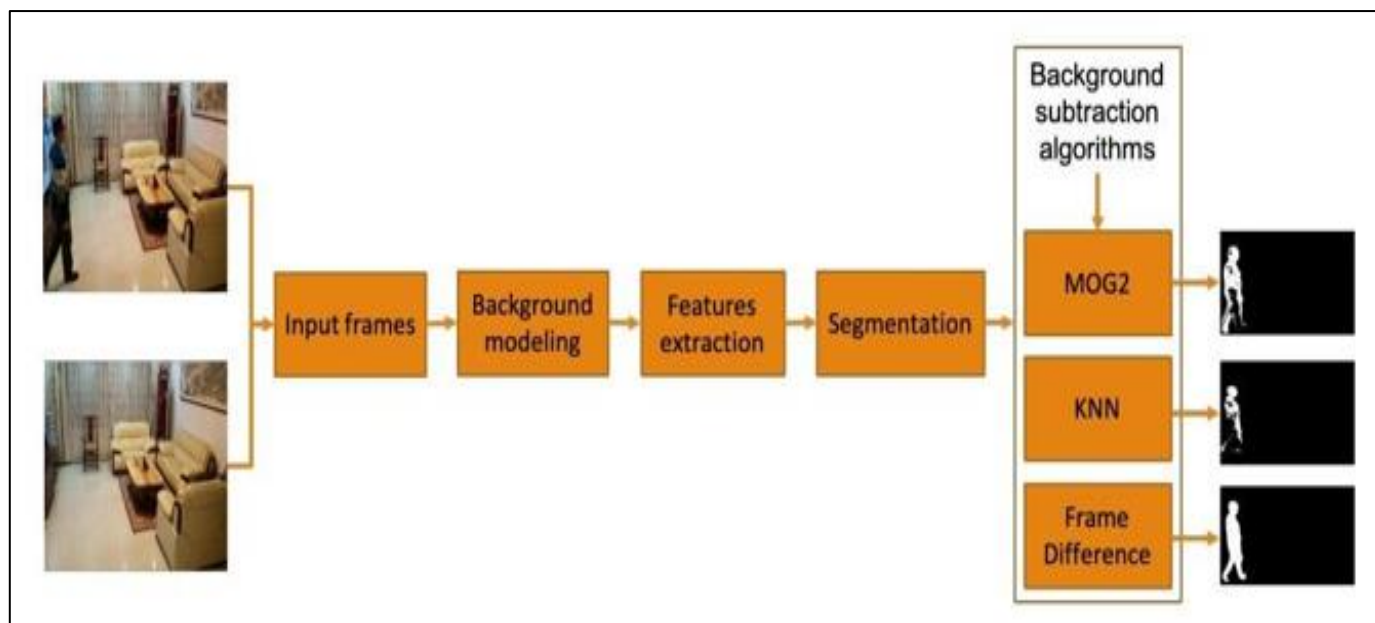 Input frames
Background
modeling
Features
extraction
Segmentation
Background
subtraction
algorithms
MOG2
KNN
Frame
Difference